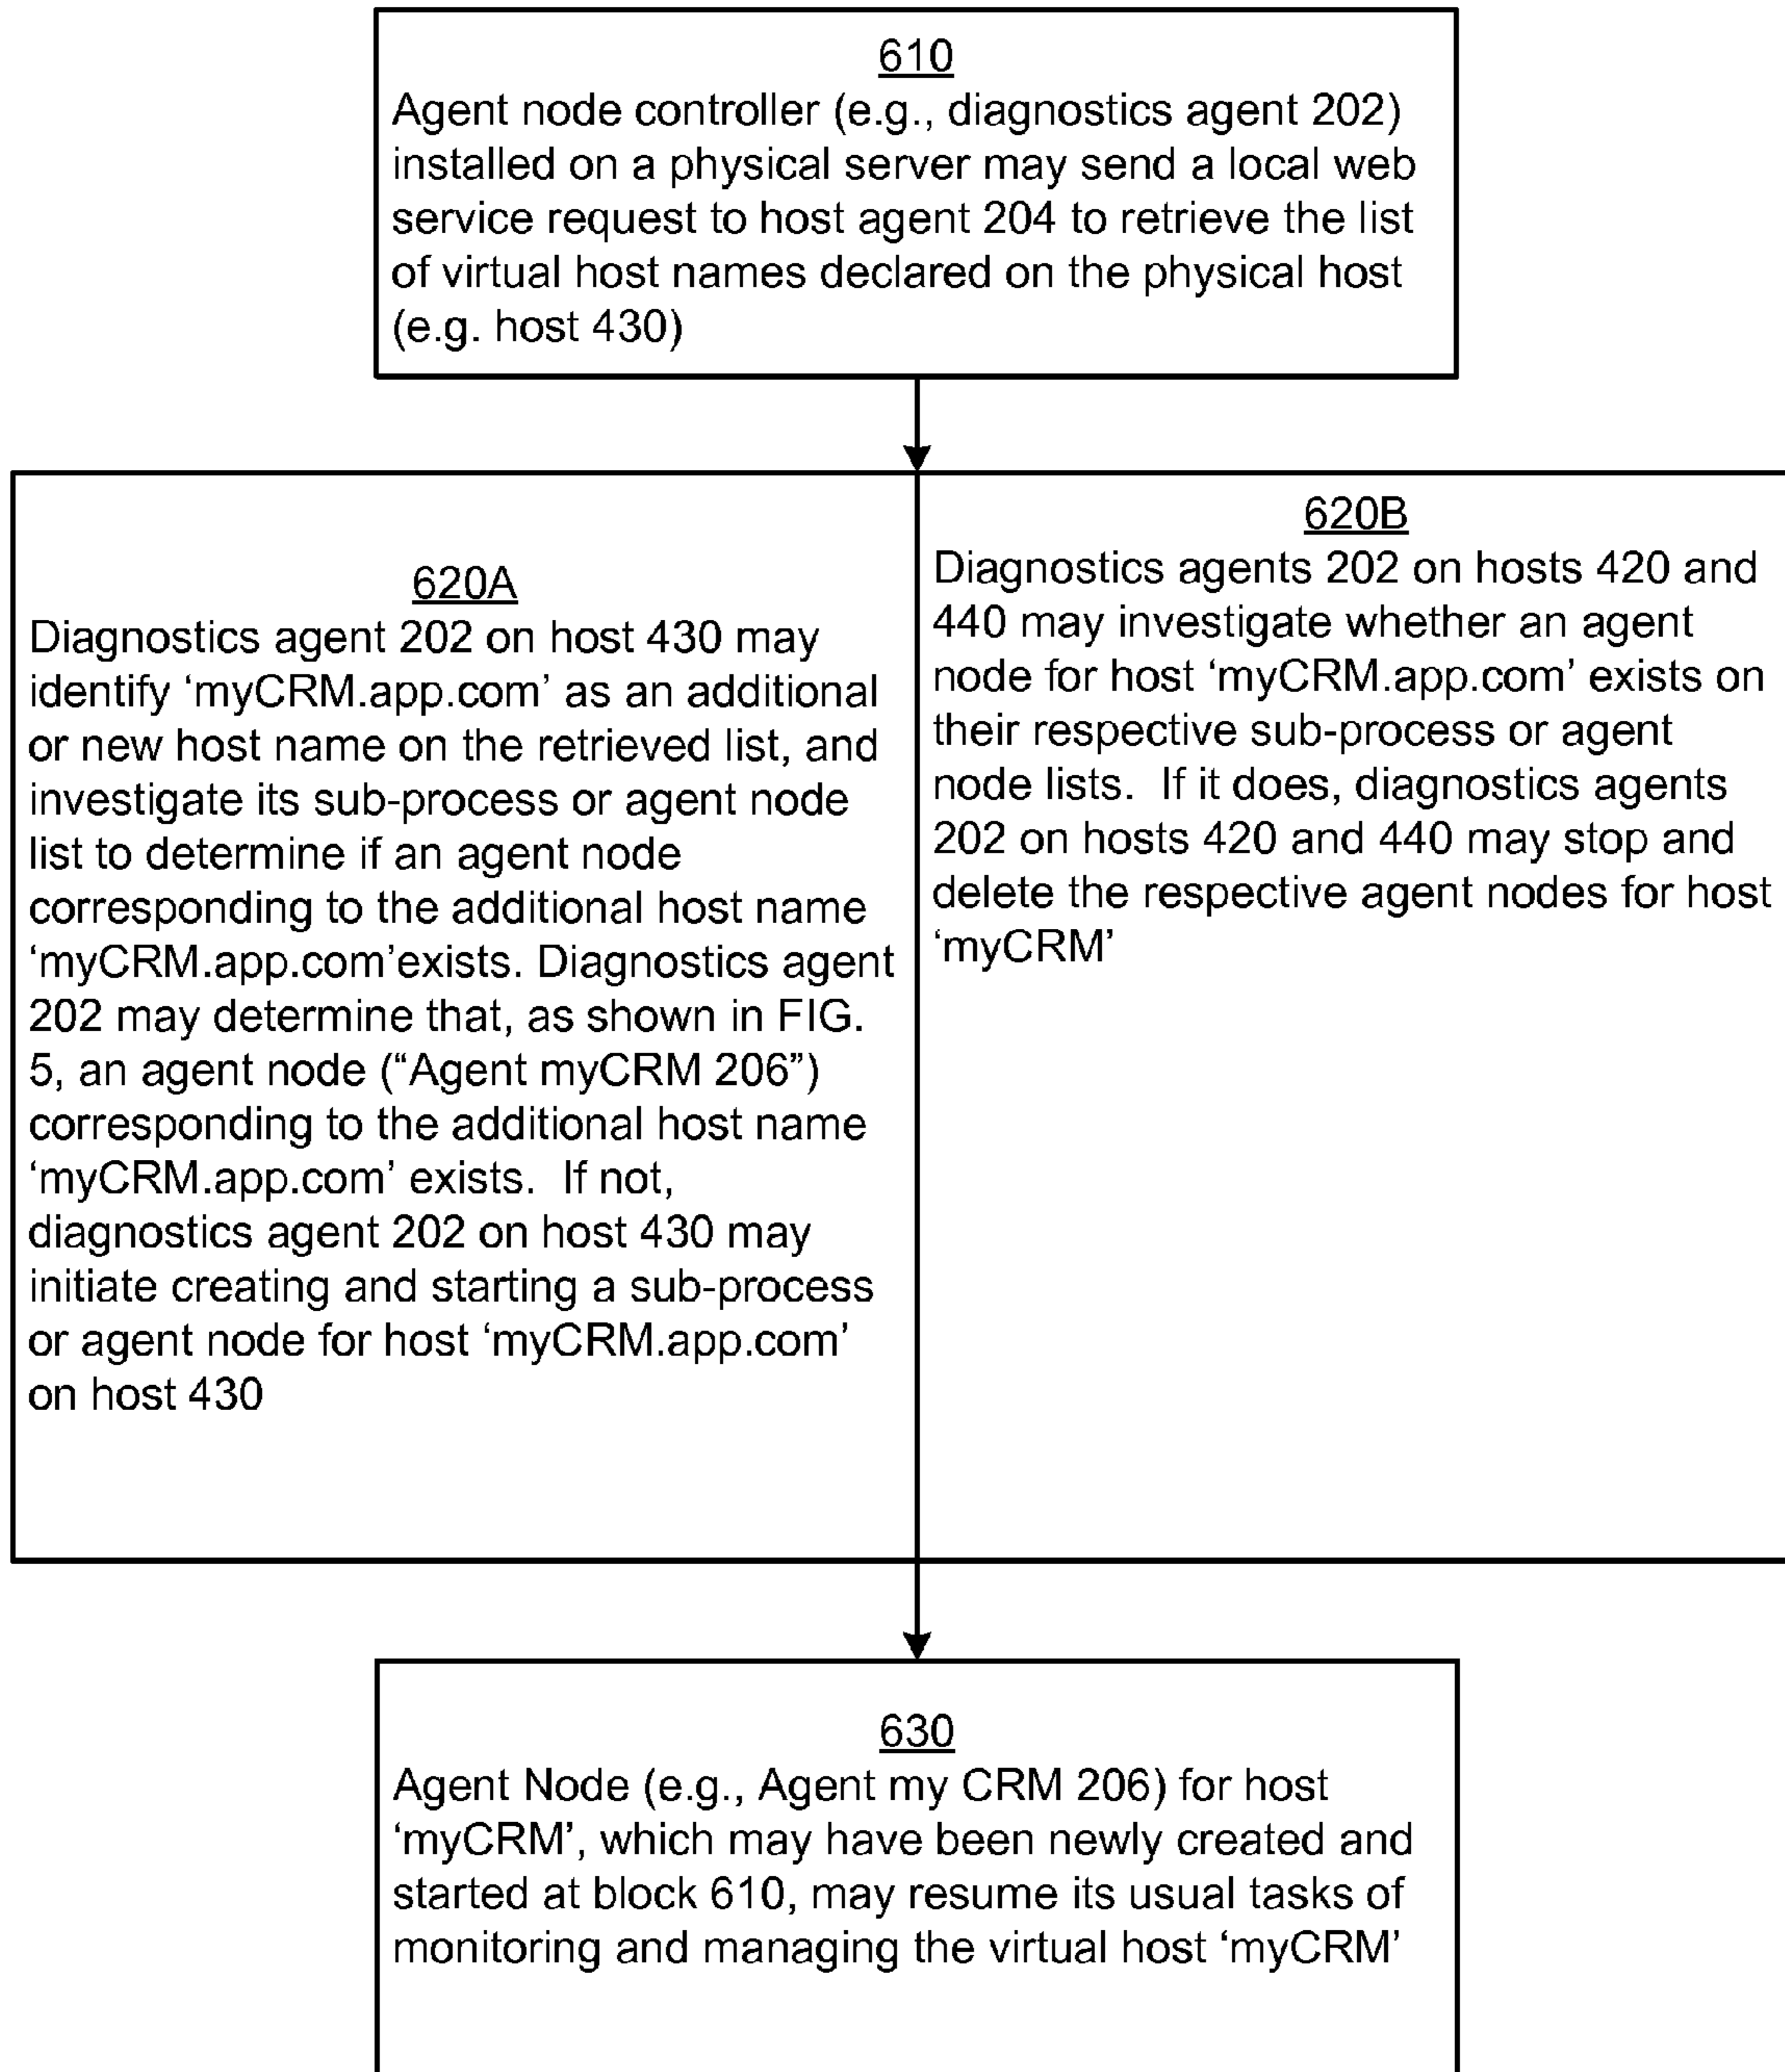 610
Agent node controller (e.g., diagnostics agent 202)
installed on a physical server may send a local web
service request to host agent 204 to retrieve the list
of virtual host names declared on the physical host
(e.g. host 430)
620A
Diagnostics agent 202 on host 430 may
identify ‘myCRM.app.com’ as an additional
or new host name on the retrieved list, and
investigate its sub-process or agent node
list to determine if an agent node
corresponding to the additional host name
‘myCRM.app.com’exists. Diagnostics agent
202 may determine that, as shown in FIG.
5, an agent node (“Agent myCRM 206”)
corresponding to the additional host name
‘myCRM.app.com’ exists.  If not,
diagnostics agent 202 on host 430 may
initiate creating and starting a sub-process
or agent node for host ‘myCRM.app.com’
on host 430
620B
Diagnostics agents 202 on hosts 420 and
440 may investigate whether an agent
node for host ‘myCRM.app.com’ exists on
their respective sub-process or agent
node lists.  If it does, diagnostics agents
202 on hosts 420 and 440 may stop and
delete the respective agent nodes for host
‘myCRM’
630
Agent Node (e.g., Agent my CRM 206) for host
‘myCRM’, which may have been newly created and
started at block 610, may resume its usual tasks of
monitoring and managing the virtual host ‘myCRM’